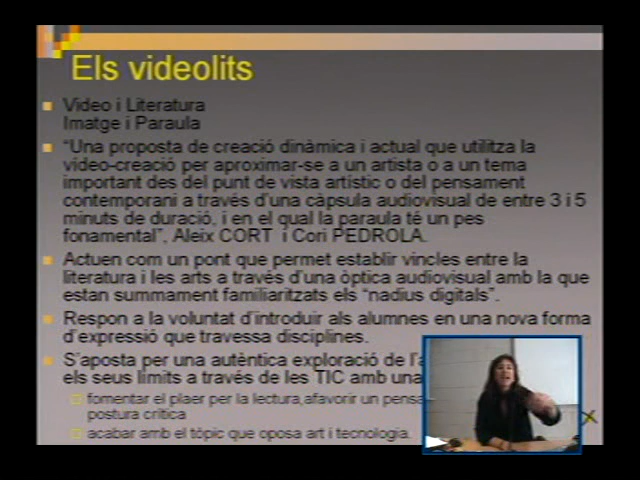 Els videolits
Video i Literatura
Imatge i Paraula
“Una proposta de creació dinàmica i actual que utilitza la
vídeo-creació per aproximar-se a un artista o a un tema
important des del punt de vista artístic o del pensament
contemporani a través d’una càpsula audiovisual de entre 3 i 5
minuts de duració, i en el qual la paraula té un pes
fonamental”, Aleix CORT i Cori PEDROLA.
Actuen com un pont que permet establir vincles entre la
literatura i les arts a través d’una òptica audiovisual amb la que
estan summament familiaritzats els “nadius digitals”.
Respon a la voluntat d’introduir als alumnes en una nova forma
d’expressió que travessa disciplines.
S’aposta per una autèntica exploració de
els seus límits a través de les TIC amb una
fomentar el plaer per la lectura,afavorir un
postura crítica
acabar amb el tòpic que oposa art i tecnologia.